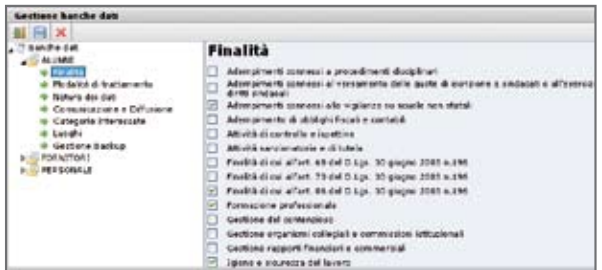 Gestione banche dati
Banche dati
ALUNNI
Finalità
Modalità di trattamento
Natura dei dati
Comunicazione e Diffusione
Categorie interessate
Luoghi
Gestione Backup
FORNITORI
PERSONALE
Finalità
Adempimenti connessi a procedimenti disciplinari
Adempimenti connessi al versamento delle quote di iscrizione a sindacati o all'esercizio
diritti sindacali
Adempimenti connessi alla vigilanza su scuole non statali
Adempimento di obblighi fiscali e contabili
Attività di controllo e ispettive
Attività sanzionatorie e di tutela
Finalità di cui all'art. 69 del D.Lgs. 30 giugno 2003 n.196
Finalità di cui all'art. 73 del D.Lgs. 30 giugno 2003 n.196
Finalità di cui all'art. 86 del D.Lgs. 30 giugno 2003 n.196
Formazione professionale
Gestione del contenzioso
Gestione organismi collegiali e commissioni istituzionali
Gestione rapporti finanziari e commerciali
Igiene e sicurezza del lavoro